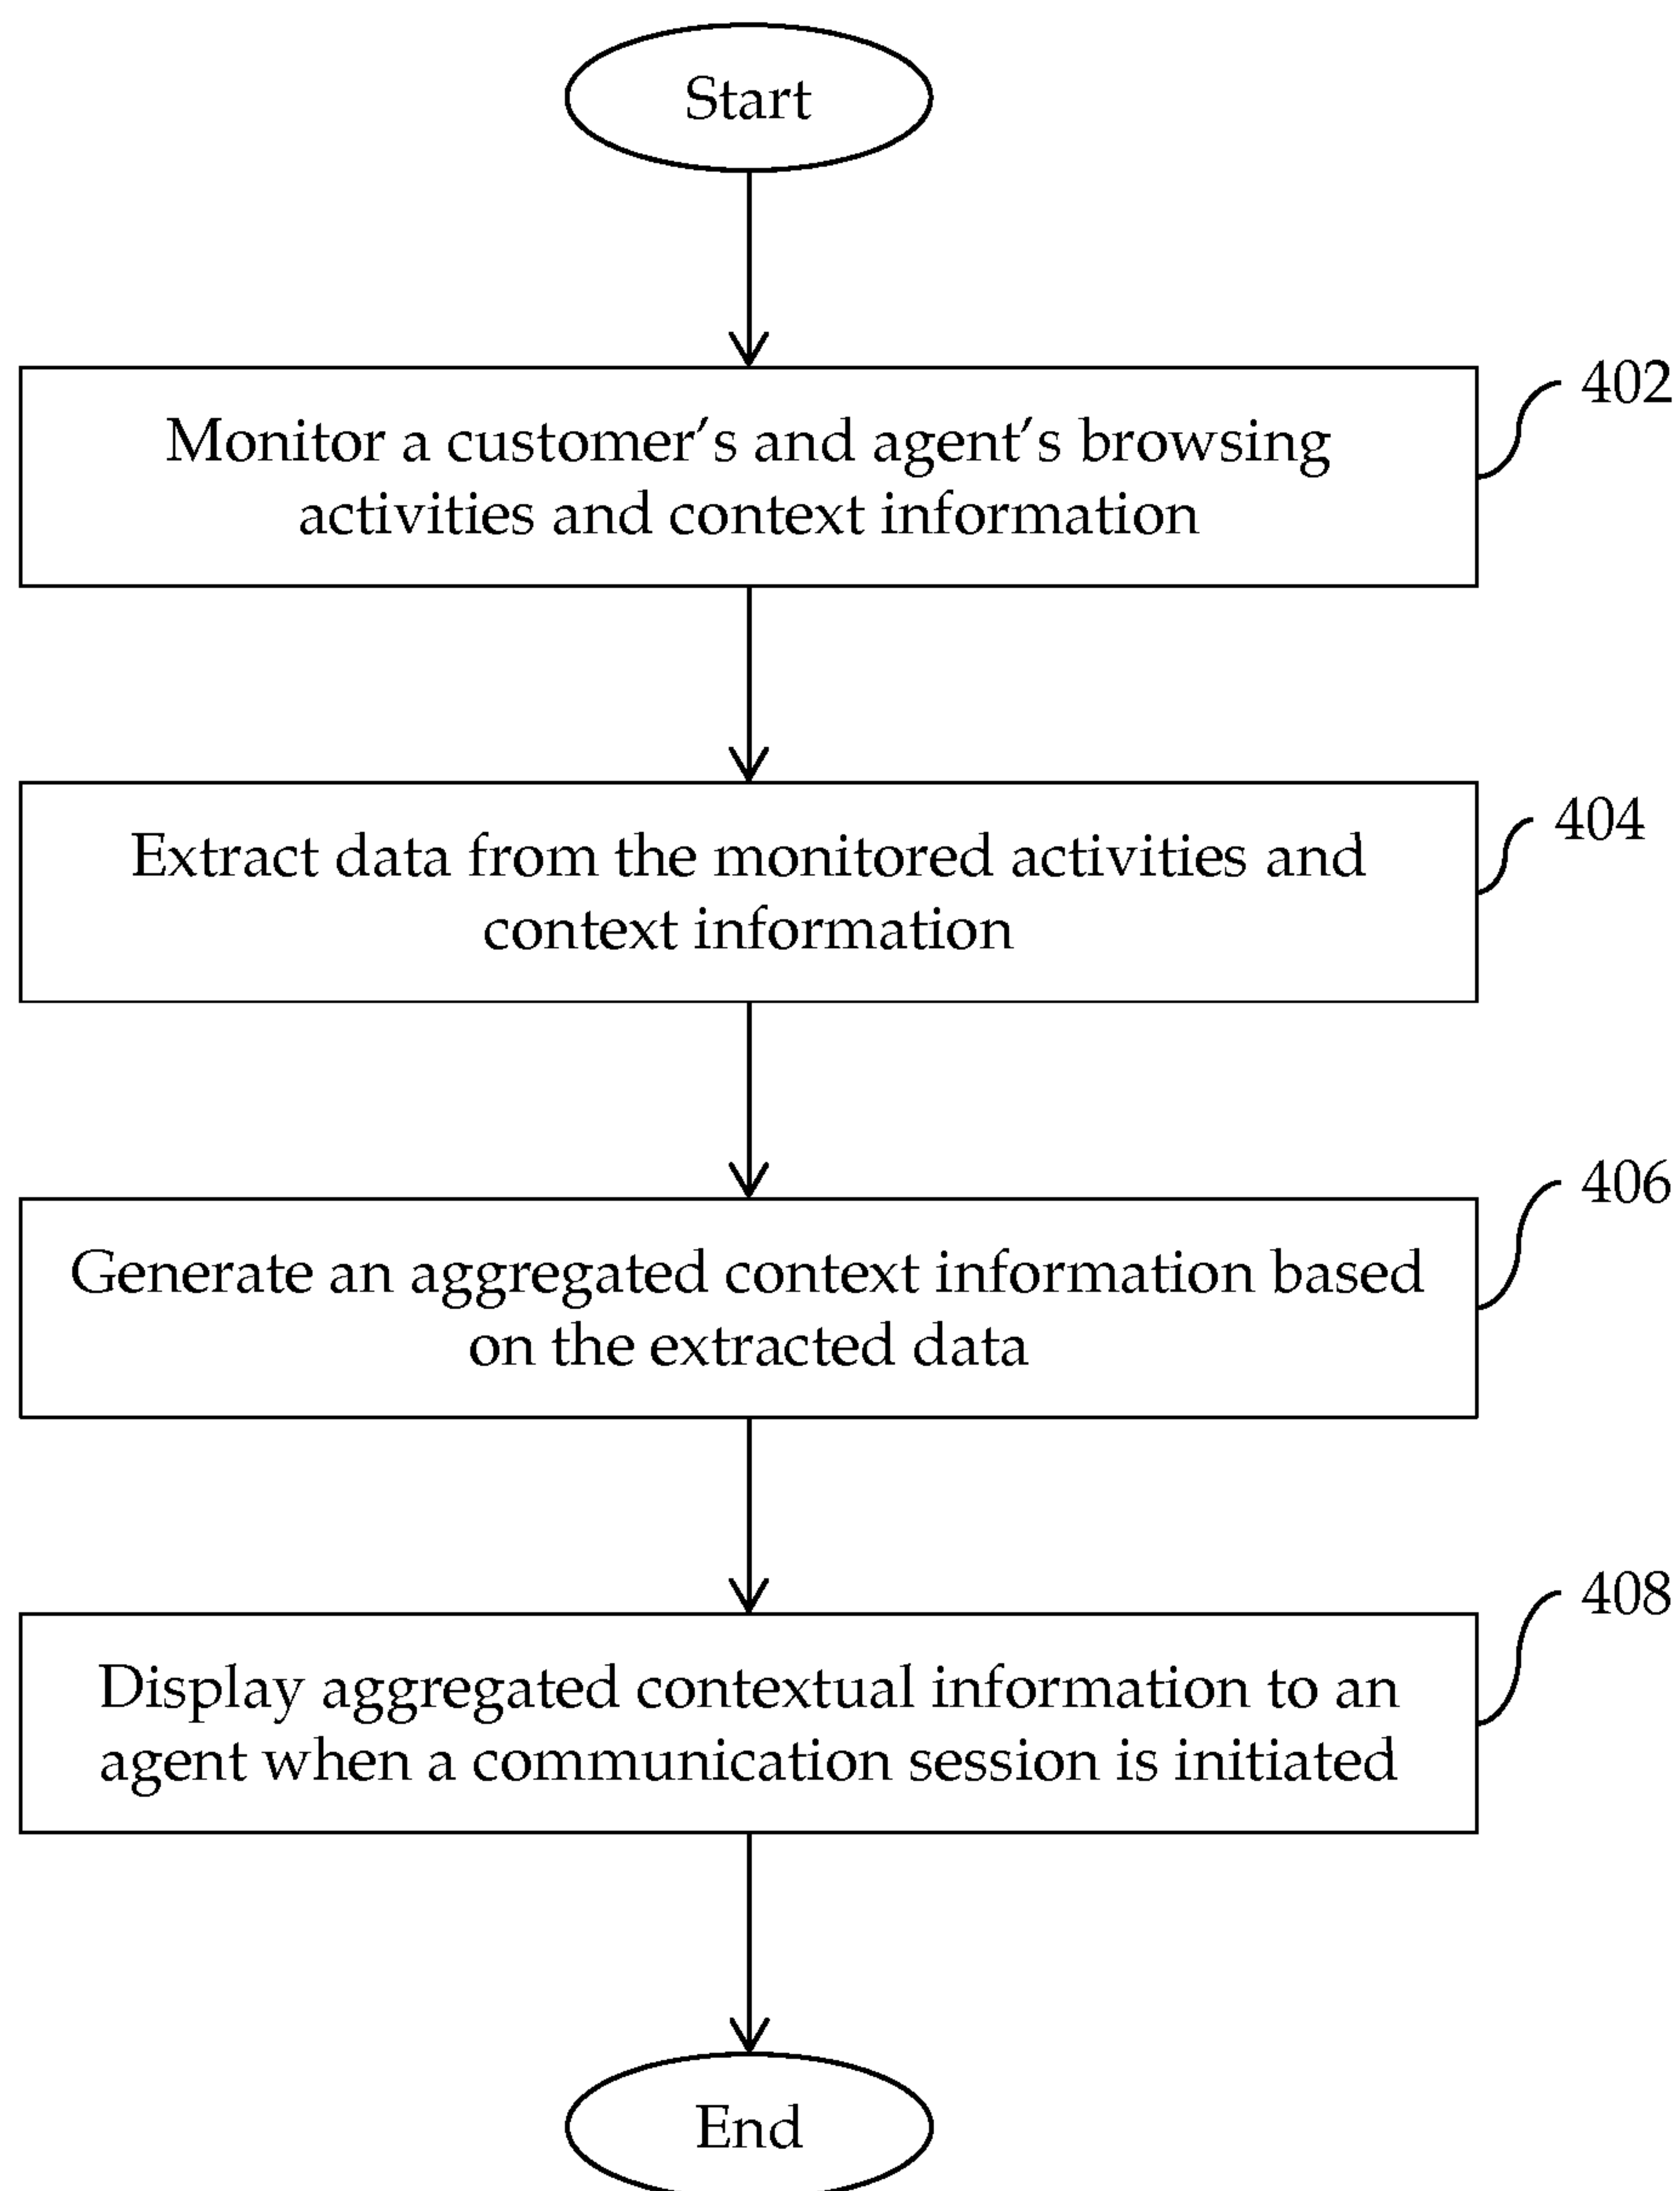 Start
402
Monitor a customer’s and agent’s browsing
activities and context information
404
Extract data from the monitored activities and
context information
406
Generate an aggregated context information based
on the extracted data
408
Display aggregated contextual information to an
agent when a communication session is initiated
End